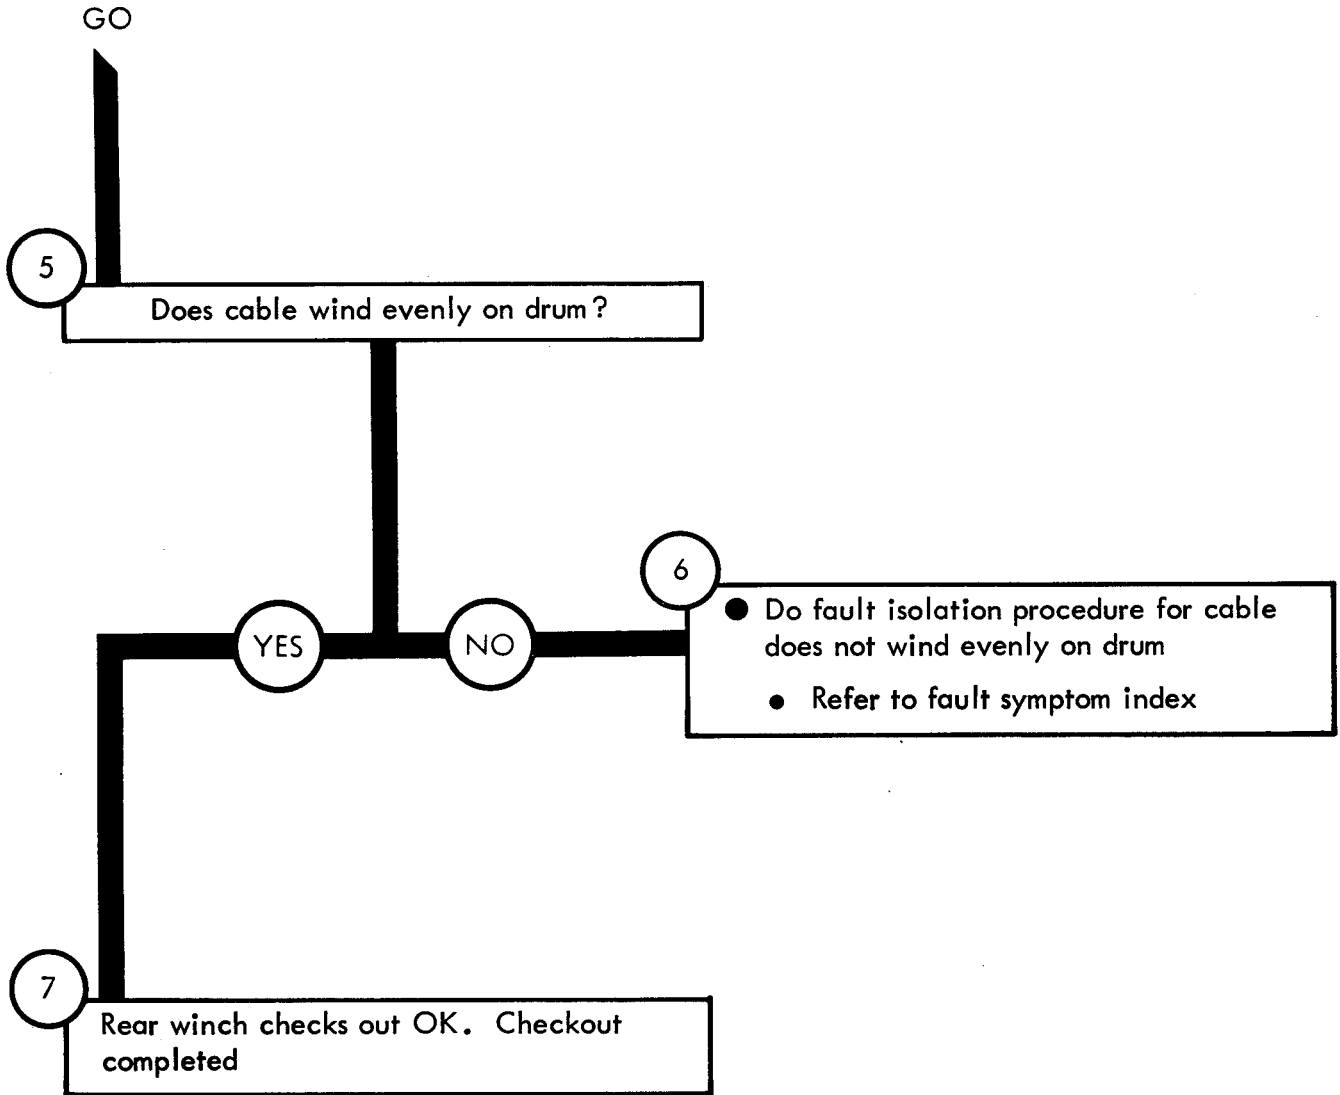 GO
5
Does cable wind evenly on drum?
YES
NO
6
● Do fault isolation procedure for cable
does not wind evenly on drum
● Refer to fault symptom index
7
Rear winch checks out OK. Checkout
completed